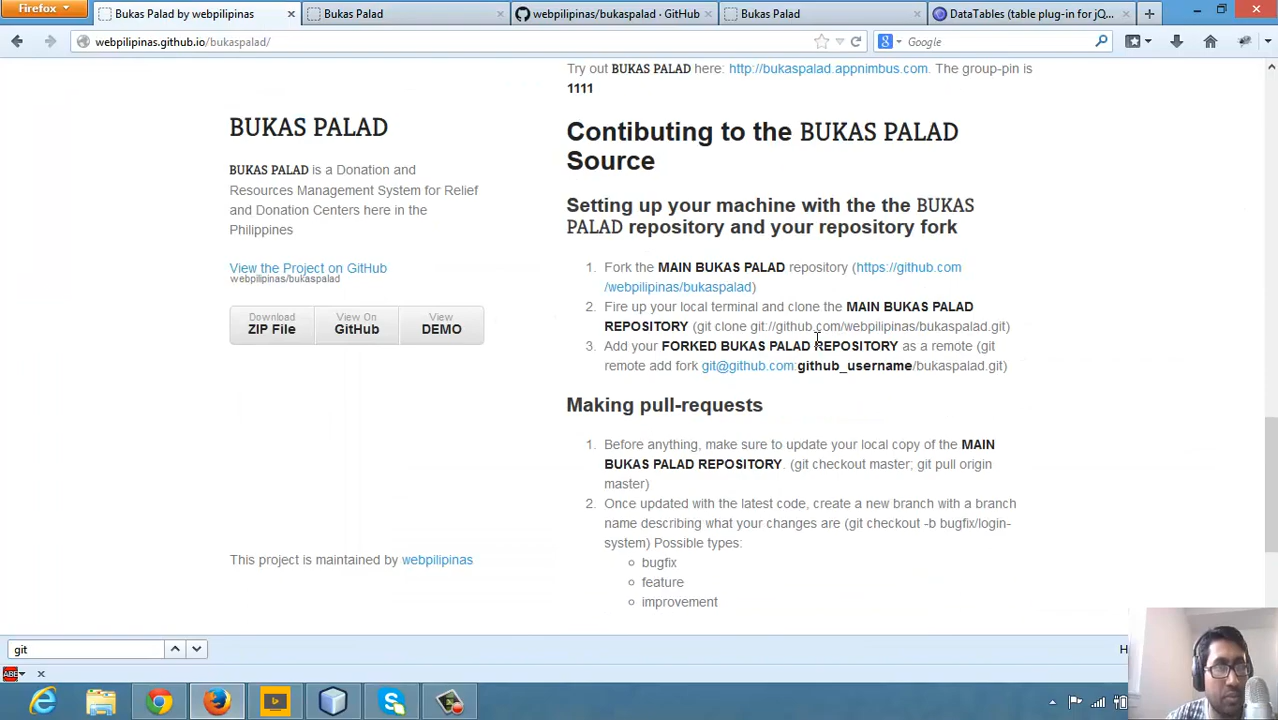 Firefox
Bukas Palad by webpilipinas
Bukas Palad
webpilipinas/bukaspalad · GitHub
Bukas Palad
DataTables (table plug-in for jQ...
webpilipinas.github.io/bukaspalad/
Google
Try out BUKAS PALAD here: http://bukaspalad.appnimbus.com. The group-pin is
1111
BUKAS PALAD
BUKAS PALAD is a Donation and
Resources Management System for Relief
and Donation Centers here in the
Philippines
View the Project on GitHub
webpilipinas/bukaspalad
Download
ZIP File
View On
GitHub
View
DEMO
This project is maintained by webpilipinas
Contibuting to the BUKAS PALAD
Source
Setting up your machine with the the BUKAS
PALAD repository and your repository fork
1. Fork the MAIN BUKAS PALAD repository (https://github.com
/webpilipinas/bukaspalad)
2. Fire up your local terminal and clone the MAIN BUKAS PALAD
REPOSITORY (git clone git://github.com/webpilipinas/bukaspalad.git)
3. Add your FORKED BUKAS PALAD REPOSITORY as a remote (git
remote add fork git@github.com:github_username/bukaspalad.git)
Making pull-requests
1. Before anything, make sure to update your local copy of the MAIN
BUKAS PALAD REPOSITORY. (git checkout master; git pull origin
master)
2. Once updated with the latest code, create a new branch with a branch
name describing what your changes are (git checkout -b bugfix/login-
system) Possible types:
bugfix
feature
improvement
git
ABP